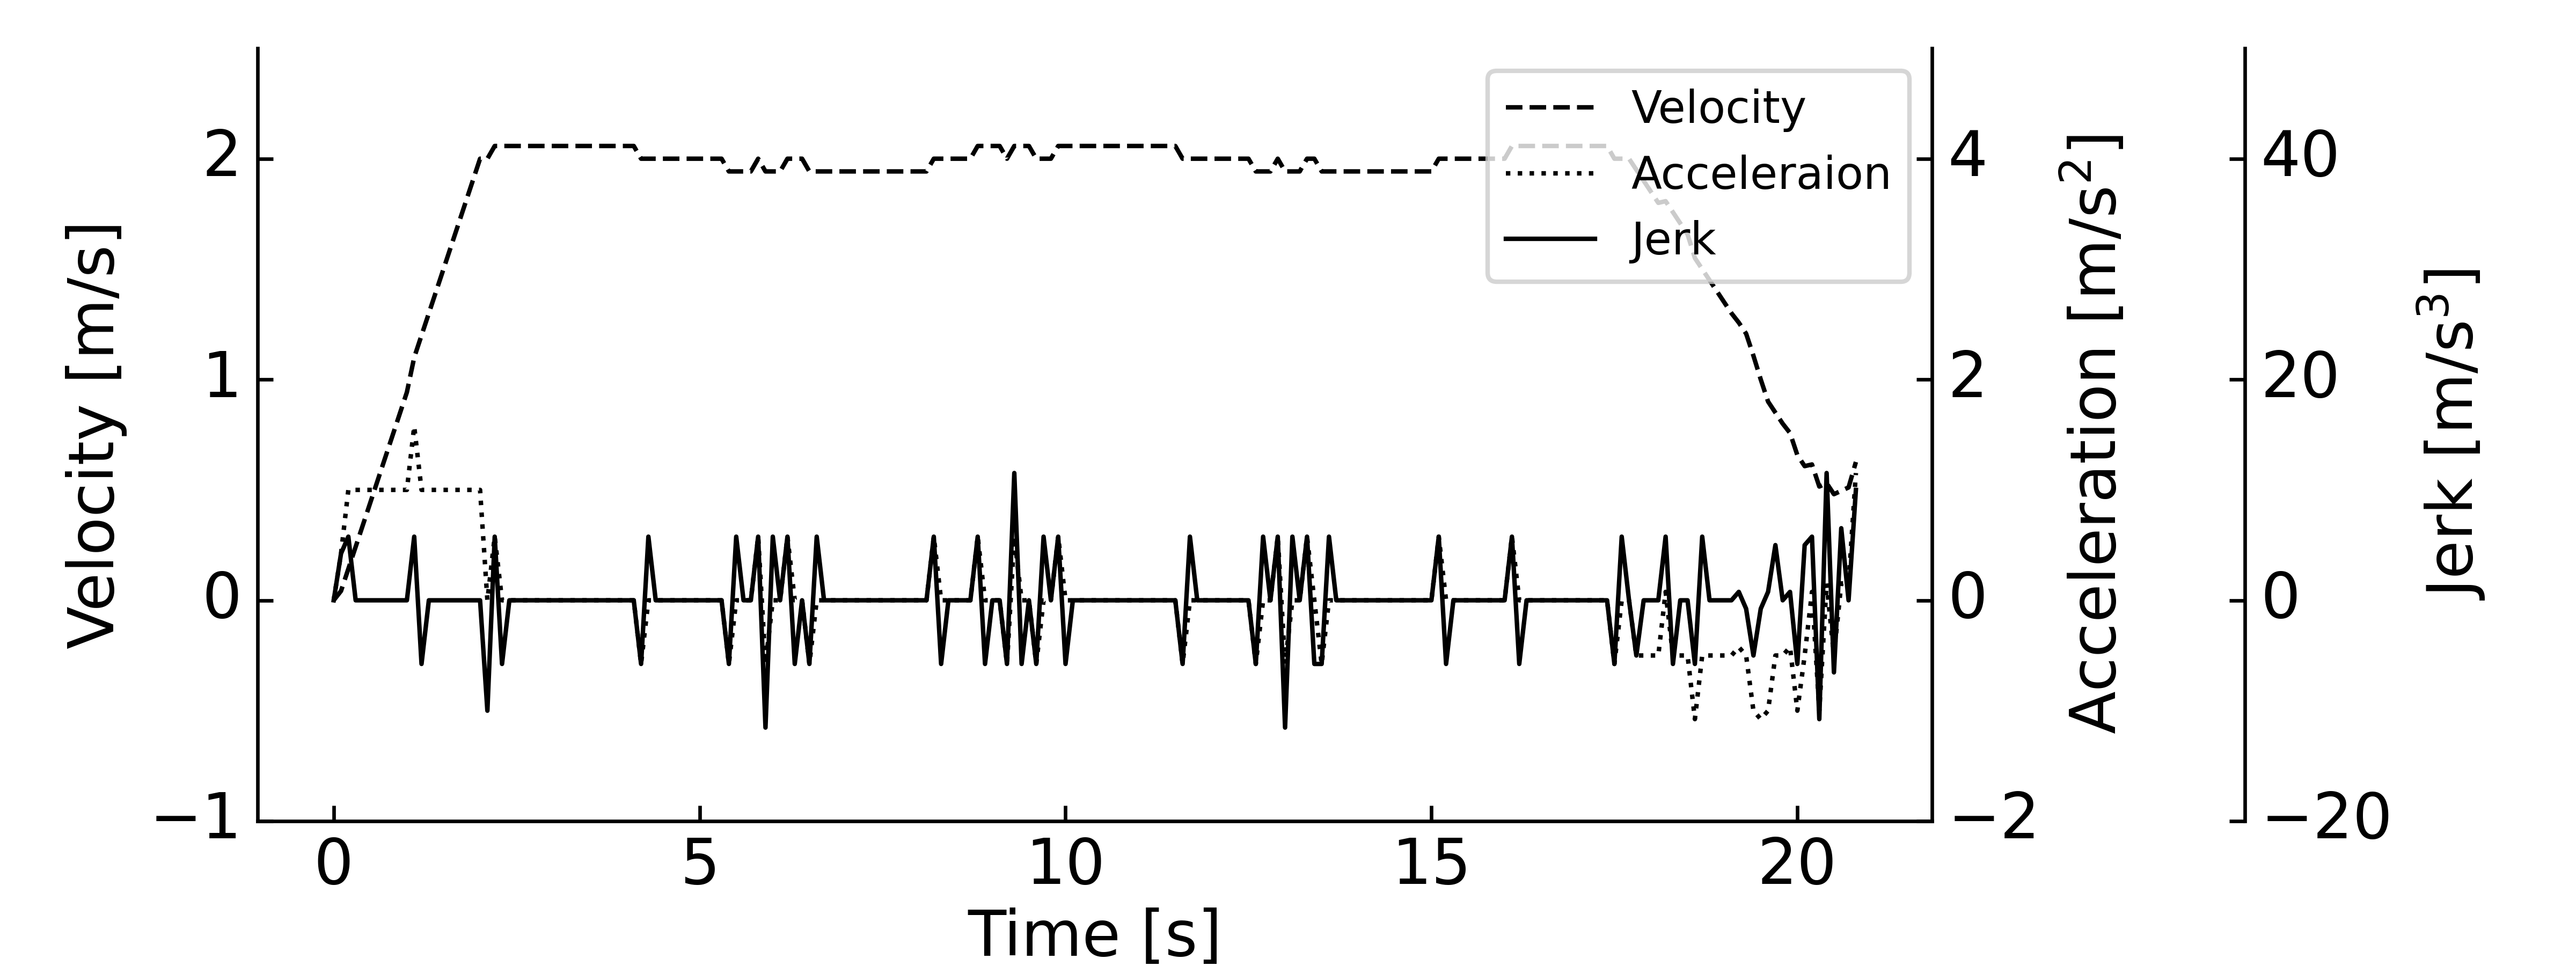 Velocity [m/s]
2
1
0
−1
0 5 10 15 20
Time [s]
Velocity
Acceleraion
Jerk
4
2
0
−2
Acceleration [m/s²]
40
20
0
−20
Jerk [m/s³]